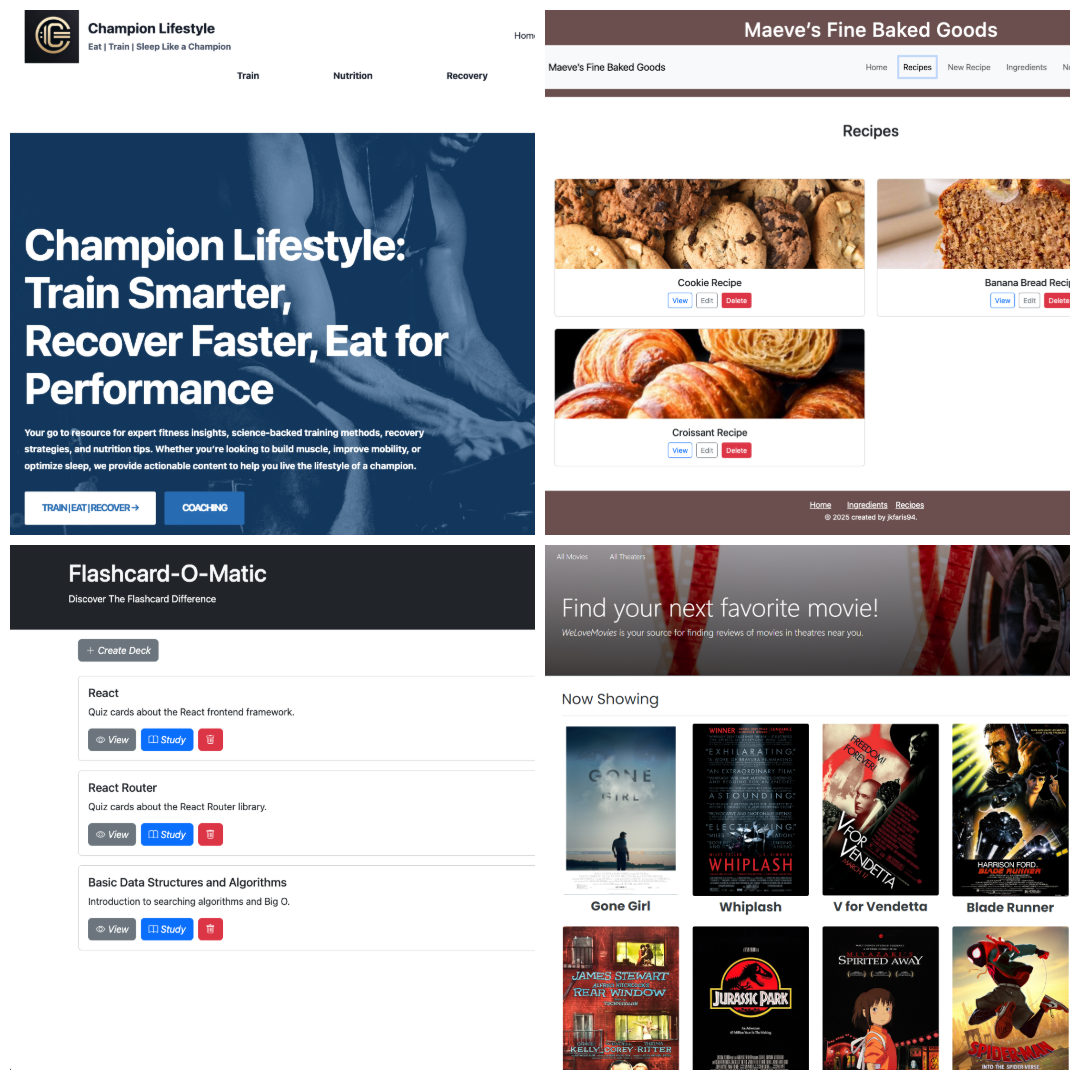 Champion Lifestyle
Eat | Train | Sleep Like a Champion
Hom
Train Nutrition Recovery
Champion Lifestyle:
Train Smarter,
Recover Faster, Eat for
Performance
Your go to resource for expert fitness insights, science-backed training methods, recovery
strategies, and nutrition tips. Whether you're looking to build muscle, improve mobility, or
optimize sleep, we provide actionable content to help you live the lifestyle of a champion.
TRAIN | EAT | RECOVER → COACHING
Maeve's Fine Baked Goods
Maeve's Fine Baked Goods Home Recipes New Recipe Ingredients
Recipes
Cookie Recipe
View Edit Delete
Banana Bread Recip
View Edit Delete
Croissant Recipe
View Edit Delete
Home Ingredients Recipes
© 2025 created by jkfaris94.
Flashcard-O-Matic
Discover The Flashcard Difference
+ Create Deck
React
Quiz cards about the React frontend framework.
View Study
React Router
Quiz cards about the React Router library.
View Study
Basic Data Structures and Algorithms
Introduction to searching algorithms and Big O.
View Study
All Movies All Theaters
Find your next favorite movie!
WeLoveMovies is your source for finding reviews of movies in theatres near you.
Now Showing
GONE
GIRL
Gone Girl
WINNER
"EXHILARATING"
"AN EXTRAORDINARY FILM"
ASTOUNDING
WHIPLASH
Whiplash
FREEDOM!
FOREVER!
V FOR
VENDETTA
V for Vendetta
HARRISON FORD
BLADE RUNNER
Blade Runner
JAMES STEWART
ALFRED HITCHCOCK'S
REAR WINDOW
KELLY COREY RITTER
JURASSIC PARK
MIYAZAKI'S
SPIRITED AWAY
SPIDER-MAN
INTO THE SPIDER-VERSE